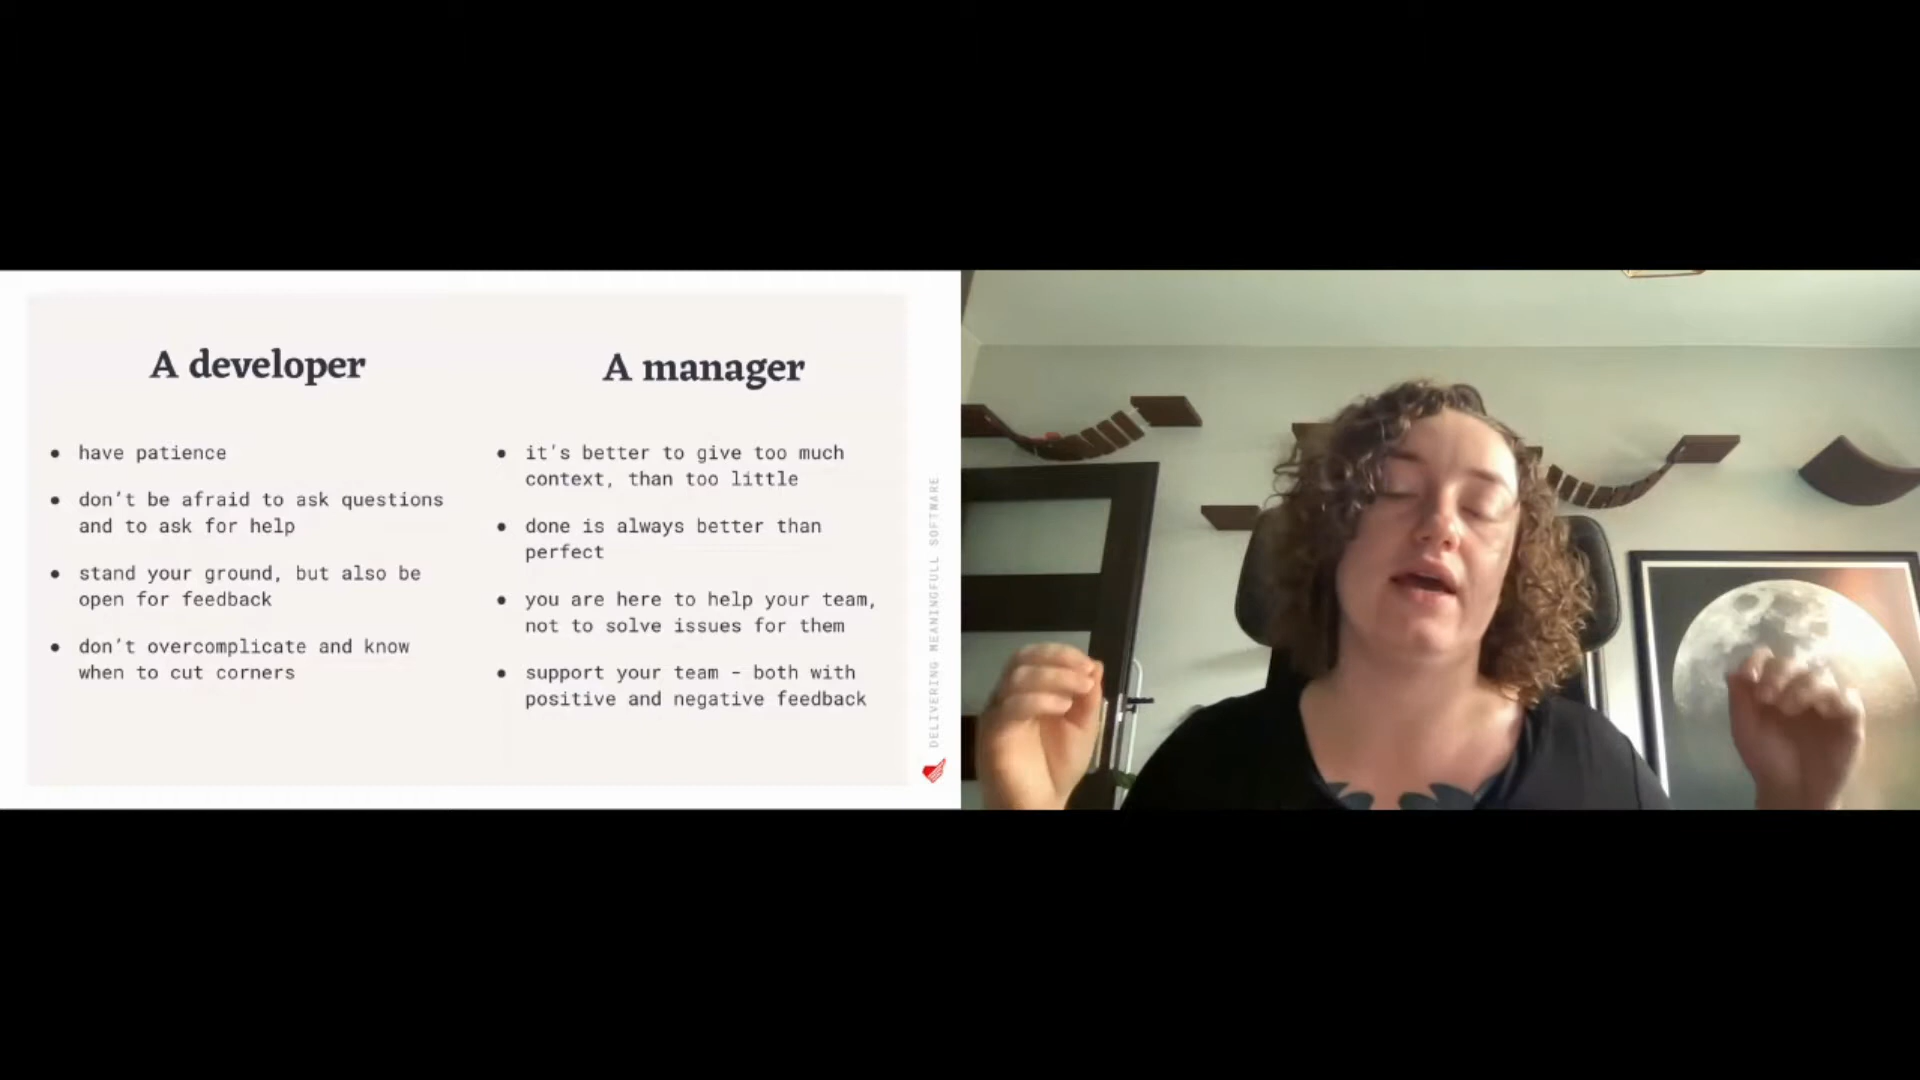 A developer
have patience
don't be afraid to ask questions
and to ask for help
stand your ground, but also be
open for feedback
don't overcomplicate and know
when to cut corners
A manager
it's better to give too much
context, than too little
done is always better than
perfect
you are here to help your team,
not to solve issues for them
support your team - both with
positive and negative feedback
DELIVERING MEANINGFULL SOFTWARE